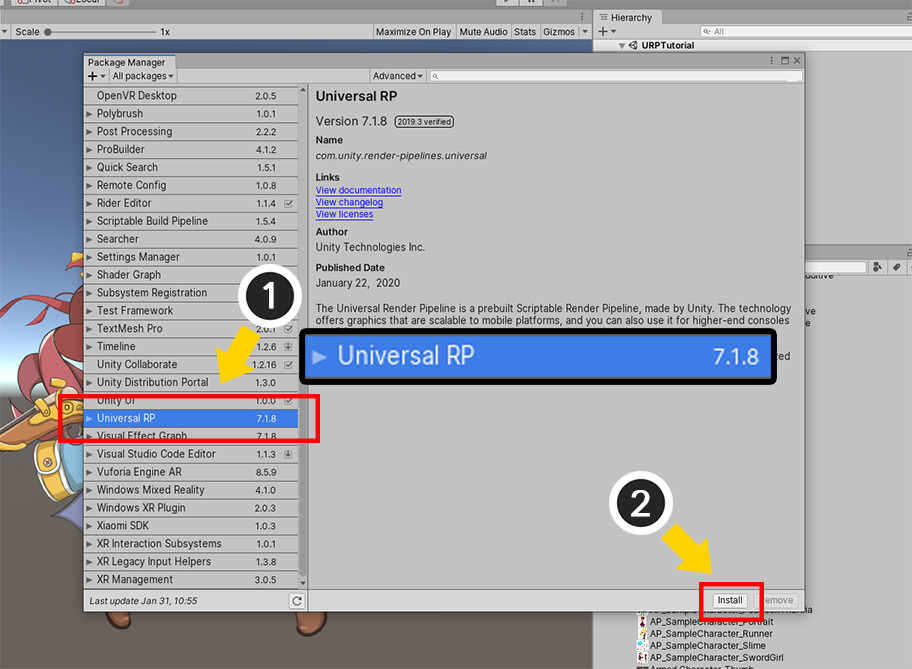 Pivot Local
Scale 1x Maximize On Play Mute Audio Stats Gizmos
Hierarchy
All
URPTutorial
Package Manager
All packages Advanced
OpenVR Desktop 2.0.5
Polybrush 1.0.1
Post Processing 2.2.2
ProBuilder 4.1.2
Quick Search 1.5.1
Remote Config 1.0.8
Rider Editor 1.1.4
Scriptable Build Pipeline 1.5.4
Searcher 4.0.9
Settings Manager 1.0.1
Shader Graph
Subsystem Registration
Test Framework
TextMesh Pro 2.0.1
Timeline 1.2.6
Unity Collaborate 1.2.16
Unity Distribution Portal 1.3.0
Unity UI 1.0.0
Universal RP 7.1.8
Visual Effect Graph 7.1.8
Visual Studio Code Editor 1.1.3
Vuforia Engine AR 8.5.9
Windows Mixed Reality 4.1.0
Windows XR Plugin 2.0.3
Xiaomi SDK 1.0.3
XR Interaction Subsystems 1.0.1
XR Legacy Input Helpers 1.3.8
XR Management 3.0.5
Last update Jan 31, 10:55
Universal RP
Version 7.1.8 2019.3 verified
Name
com.unity.render-pipelines.universal
Links
View documentation
View changelog
View licenses
Author
Unity Technologies Inc.
Published Date
January 22, 2020
The Universal Render Pipeline is a prebuilt Scriptable Render Pipeline, made by Unity. The technology
offers graphics that are scalable to mobile platforms, and you can also use it for higher-end consoles
1
Universal RP 7.1.8
2
Install Remove
AP_SampleCharacter_Portrait
AP_SampleCharacter_Runner
AP_SampleCharacter_Slime
AP_SampleCharacter_SwordGirl